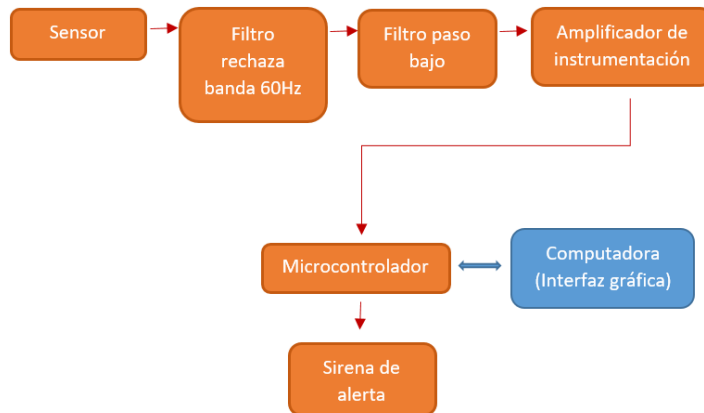 Sensor
Filtro
rechaza
banda 60Hz
Filtro paso
bajo
Amplificador de
instrumentación
Microcontrolador
Computadora
(Interfaz gráfica)
Sirena de
alerta